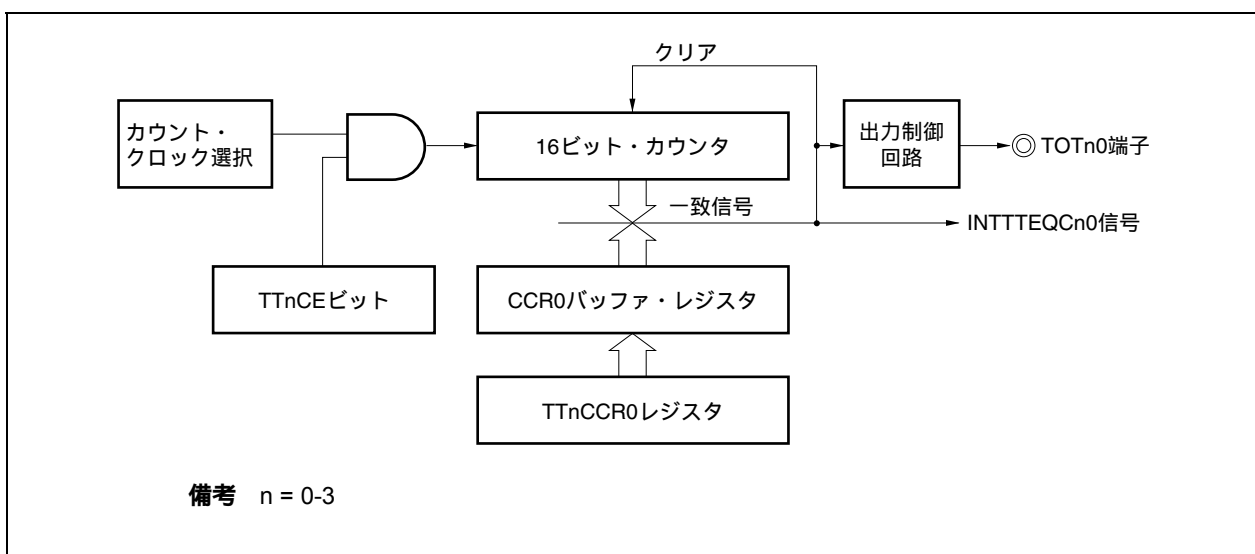 クリア
カウント・
クロック選択
16ビット・カウンタ
出力制御
回路
TOTn0端子
一致信号
INTTTEQCn0信号
TTnCEビット
CCR0バッファ・レジスタ
TTnCCR0レジスタ
備考 n = 0-3